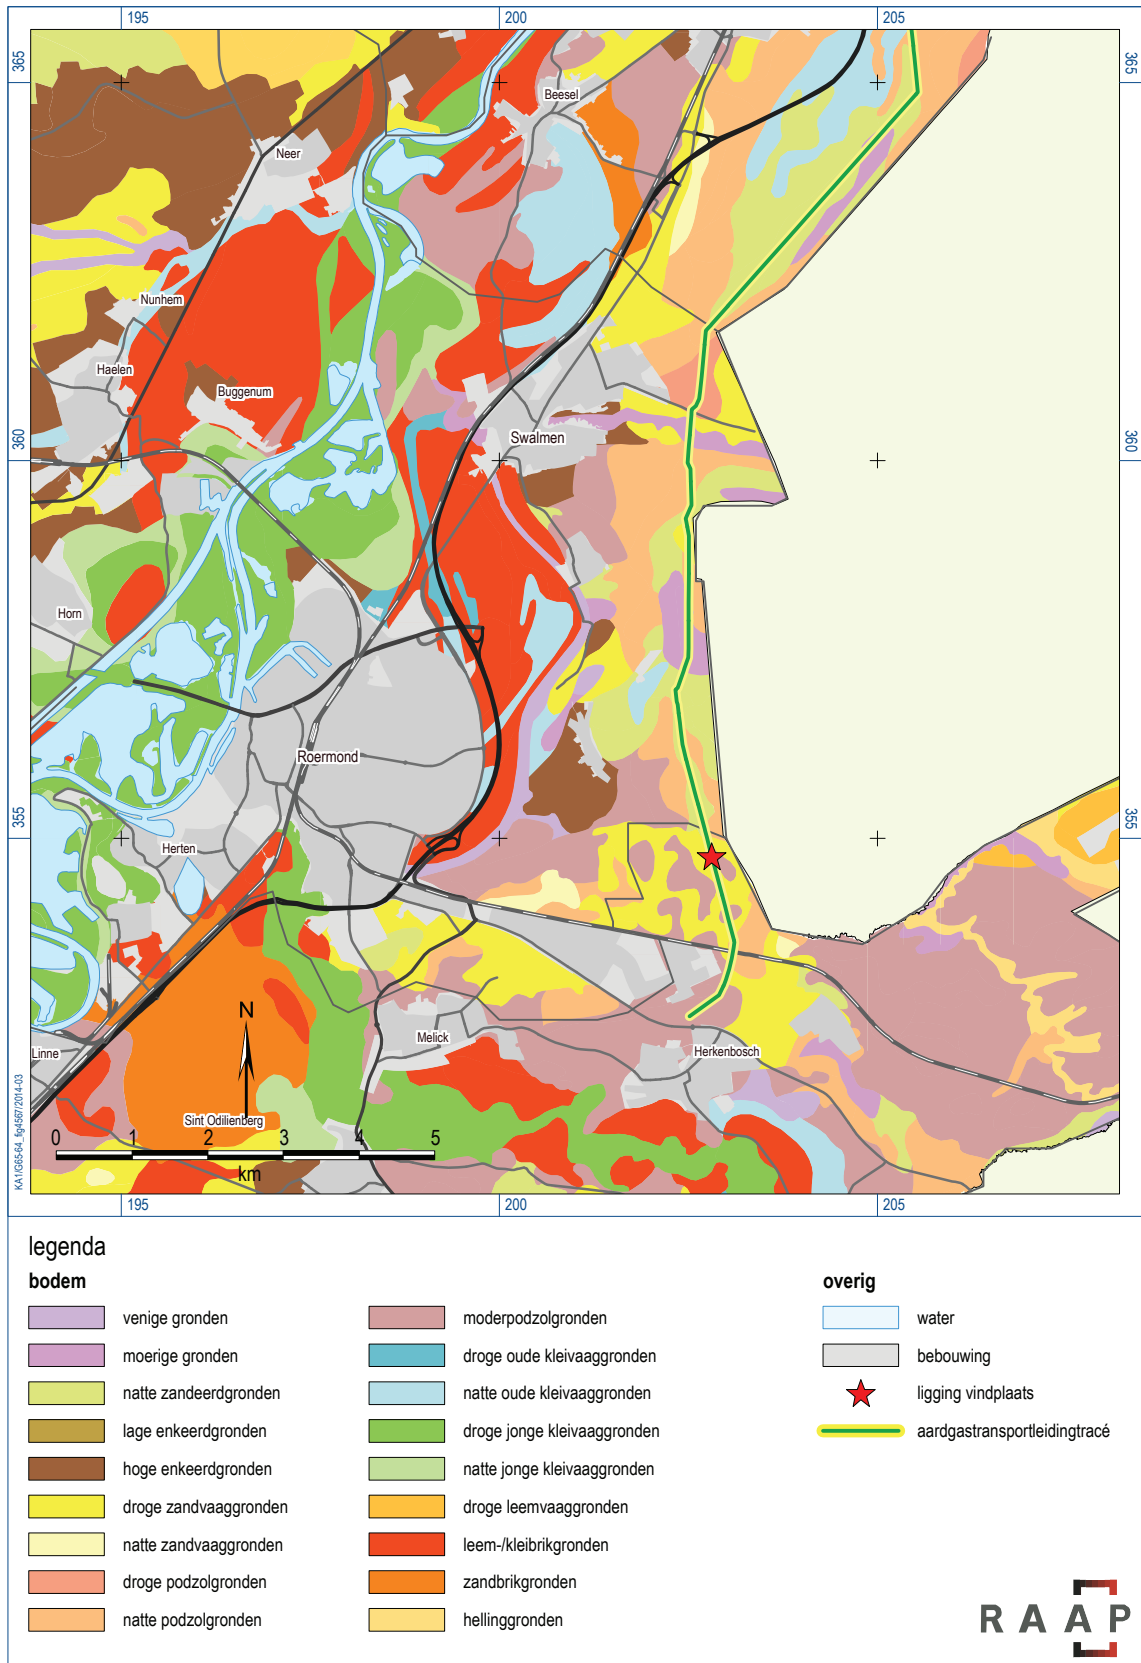 195
200
205
365
365
Beesel
Neer
Nunhem
Haelen
Buggenum
Swalmen
360
360
Horn
Roermond
355
355
Herten
N
Linne
Melick
Herkenbosch
Sint Odilienberg
0 1 2 3 4 5
km
KA1\G65-64_fig4567/2014-03
195
200
205
legenda
bodem
venige gronden
moerige gronden
natte zandeerdgronden
lage enkeerdgronden
hoge enkeerdgronden
droge zandvaaggronden
natte zandvaaggronden
droge podzolgronden
natte podzolgronden
moderpodzolgronden
droge oude kleivaaggronden
natte oude kleivaaggronden
droge jonge kleivaaggronden
natte jonge kleivaaggronden
droge leemvaaggronden
leem-/kleibrikgronden
zandbrikgronden
hellinggronden
overig
water
bebouwing
ligging vindplaats
aardgastransportleidingtracé
RAAP